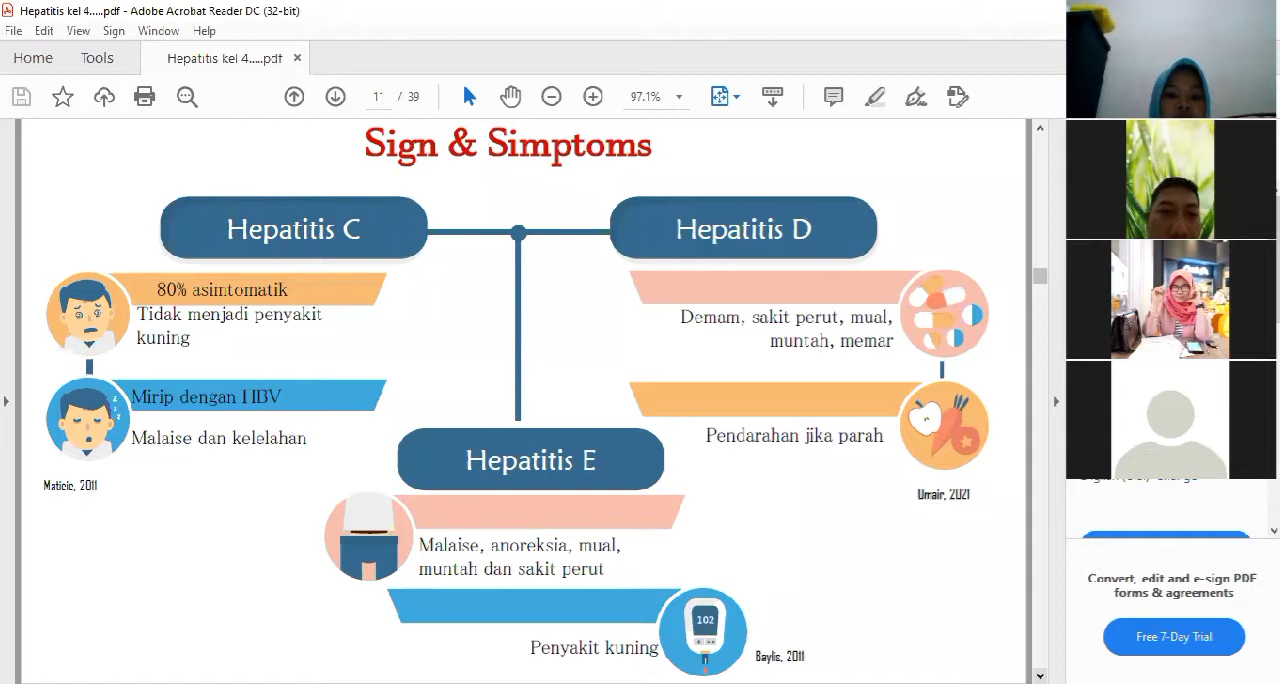 Hepatitis kel 4.....pdf - Adobe Acrobat Reader DC (32-bit)
File Edit View Sign Window Help
Home Tools Hepatitis kel 4.....pdf ×
11 / 39 97.1%
Sign & Simptoms
Hepatitis C
80% asimtomatik
Tidak menjadi penyakit
kuning
Mirip dengan HBV
Malaise dan kelelahan
Maticic, 2011
Hepatitis D
Demam, sakit perut, mual,
muntah, memar
Pendarahan jika parah
Umair, 2021
Hepatitis E
Malaise, anoreksia, mual,
muntah dan sakit perut
102
Penyakit kuning
Baylis, 2011
Convert, edit and e-sign PDF
forms & agreements
Free 7-Day Trial